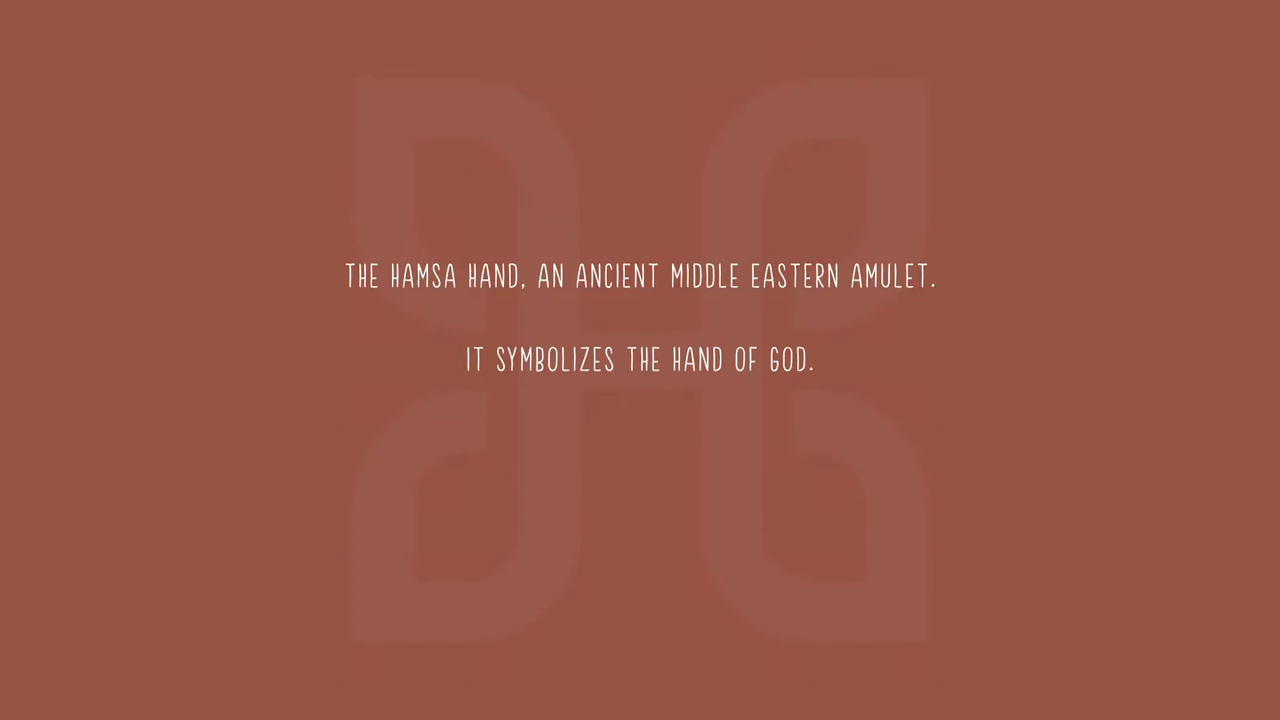 THE HAMSA HAND, AN ANCIENT MIDDLE EASTERN AMULET.
IT SYMBOLIZES THE HAND OF GOD.